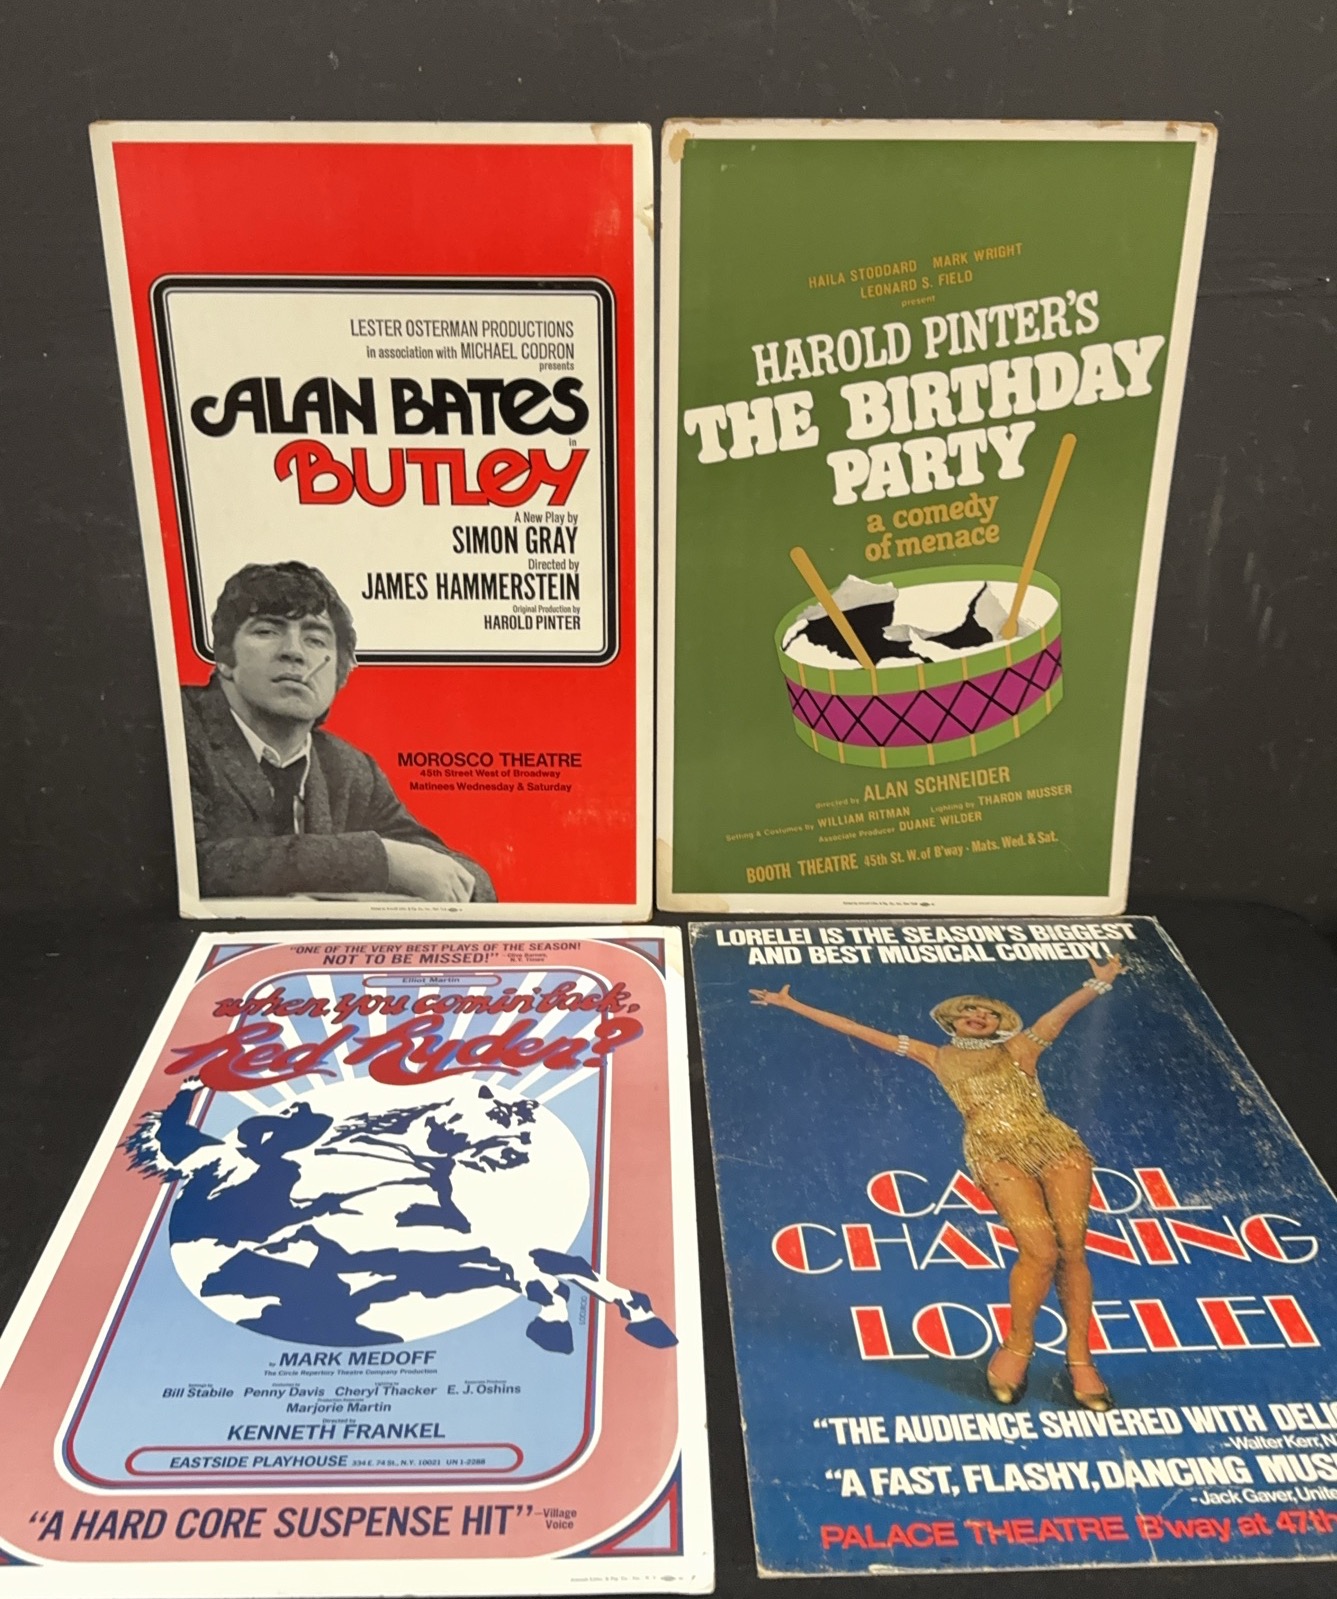 LESTER OSTERMAN PRODUCTIONS
in association with MICHAEL CODRON
presents
ALAN BATES
in
BUTLEY
A New Play by
SIMON GRAY
Directed by
JAMES HAMMERSTEIN
Original Production by
HAROLD PINTER
MOROSCO THEATRE
45th Street West of Broadway
Matinees Wednesday & Saturday
HAILA STODDARD MARK WRIGHT
LEONARD S. FIELD
present
HAROLD PINTER'S
THE BIRTHDAY
PARTY
a comedy
of menace
directed by ALAN SCHNEIDER
Setting & Costumes by WILLIAM RITMAN Lighting by THARON MUSSER
Associate Producer DUANE WILDER
BOOTH THEATRE 45th St. W. of B'way • Mats. Wed. & Sat.
"ONE OF THE VERY BEST PLAYS OF THE SEASON!
NOT TO BE MISSED!" -Clive Barnes,
N.Y. Times
Elliot Martin
when you comin' back,
Red Ryder?
by MARK MEDOFF
The Circle Repertory Theatre Company Production
Bill Stabile Penny Davis Cheryl Thacker E. J. Oshins
Marjorie Martin
Directed by
KENNETH FRANKEL
EASTSIDE PLAYHOUSE 334 E. 74 St., N.Y. 10021 UN 1-2288
"A HARD CORE SUSPENSE HIT" -Village
Voice
LORELEI IS THE SEASON'S BIGGEST
AND BEST MUSICAL COMEDY!
CAROL
CHANNING
LORELEI
"THE AUDIENCE SHIVERED WITH DELI
-Walter Kerr, N
"A FAST, FLASHY, DANCING MUS
-Jack Gaver, Unite
PALACE THEATRE B'way at 47th